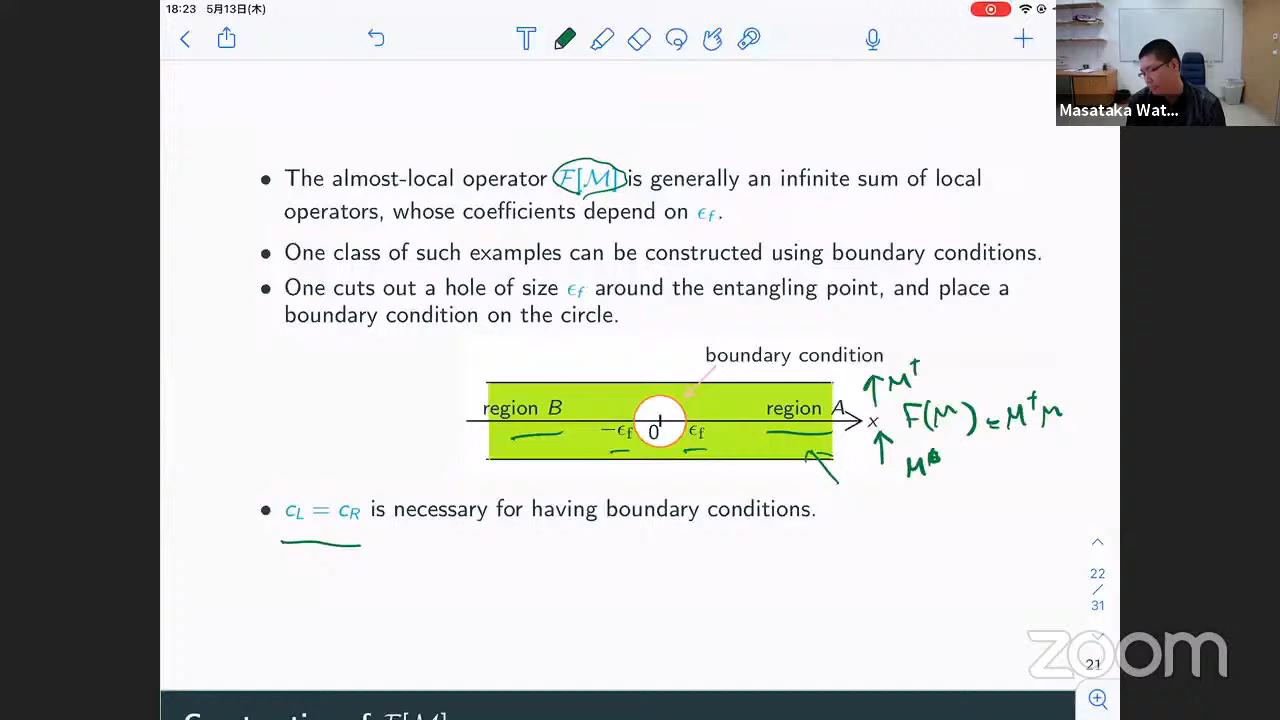 18:23 5月13日(木)
Masataka Wat...
• The almost-local operator F[M] is generally an infinite sum of local
operators, whose coefficients depend on ϵf.
• One class of such examples can be constructed using boundary conditions.
• One cuts out a hole of size ϵf around the entangling point, and place a
boundary condition on the circle.
boundary condition
M†
region B
region A
F(M) = M†M
−ϵf
0
ϵf
x
M
• cL = cR is necessary for having boundary conditions.
22
/
31
zoom
21
Construction of F[M]